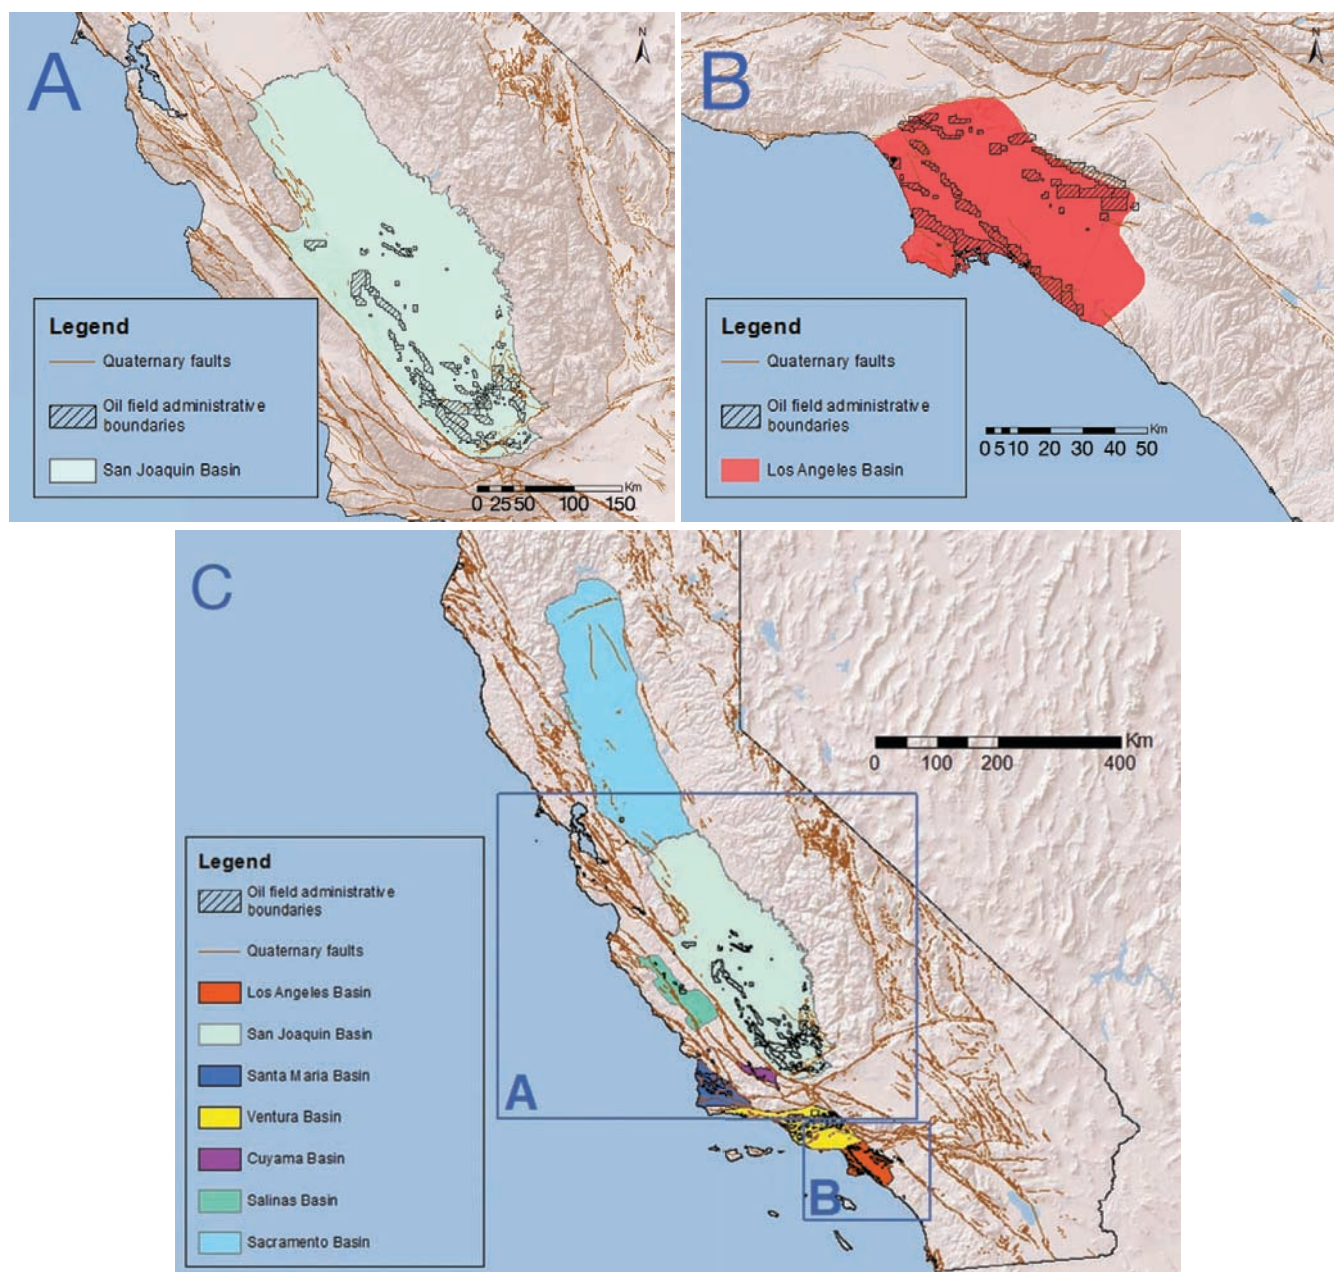 A
N
Legend
Quaternary faults
Oil field administrative
boundaries
San Joaquin Basin
Km
0 25 50 100 150
B
N
Legend
Quaternary faults
Oil field administrative
boundaries
Los Angeles Basin
Km
0 5 10 20 30 40 50
C
Km
0 100 200 400
Legend
Oil field administrative
boundaries
Quaternary faults
Los Angeles Basin
San Joaquin Basin
Santa Maria Basin
Ventura Basin
Cuyama Basin
Salinas Basin
Sacramento Basin
A
B